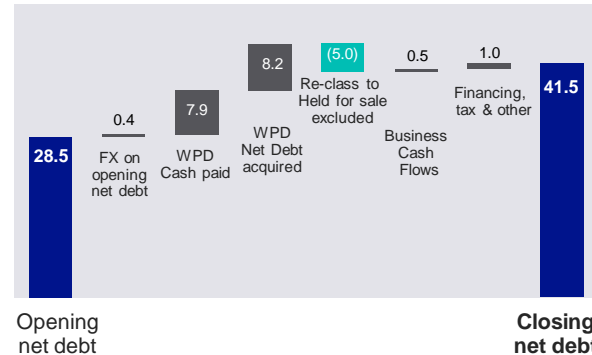 28.5
0.4
FX on
opening
net debt
7.9
WPD
Cash paid
8.2
WPD
Net Debt
acquired
(5.0)
Re-class to
Held for sale
excluded
0.5
Business
Cash
Flows
1.0
Financing,
tax & other
41.5
Opening
net debt
Closing
net debt